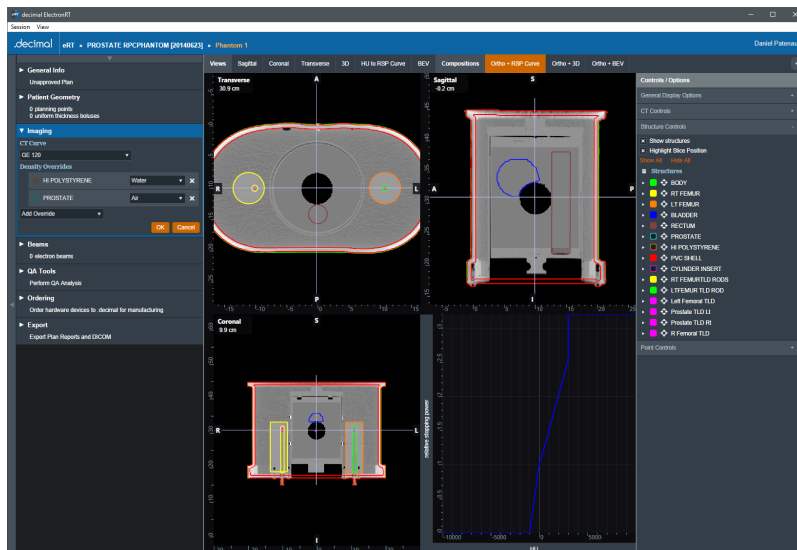 decimal ElectronRT
Session View
.decimal eRT • PROSTATE RPCPHANTOM [20140623] • Phantom 1
Daniel Patenau
General Info
Unapproved Plan
Patient Geometry
0 planning points
0 uniform thickness boluses
Imaging
CT Curve
GE 120
Density Overrides
HI POLYSTYRENE Water
PROSTATE Air
Add Override
OK Cancel
Beams
0 electron beams
QA Tools
Perform QA Analysis
Ordering
Order hardware devices to .decimal for manufacturing
Export
Export Plan Reports and DICOM
Views Sagittal Coronal Transverse 3D HU to RSP Curve BEV Compositions Ortho + RSP Curve Ortho + 3D Ortho + BEV
Transverse
30.9 cm
A
R
L
P
-15 -10 -5 0 5 10 15
Sagittal
-0.2 cm
S
A
P
I
Coronal
9.9 cm
S
R
L
I
relative stopping power
-10000 -5000 0 5000
HU
Controls / Options
General Display Options
CT Controls
Structure Controls
Show structures
Highlight Slice Position
Show All Hide All
Structures
BODY
RT FEMUR
LT FEMUR
BLADDER
RECTUM
PROSTATE
HI POLYSTYRENE
PVC SHELL
CYLINDER INSERT
RT FEMURTLD RODS
LTFEMUR TLD ROD
Left Femoral TLD
Prostate TLD LI
Prostate TLD RI
R Femoral TLD
Point Controls